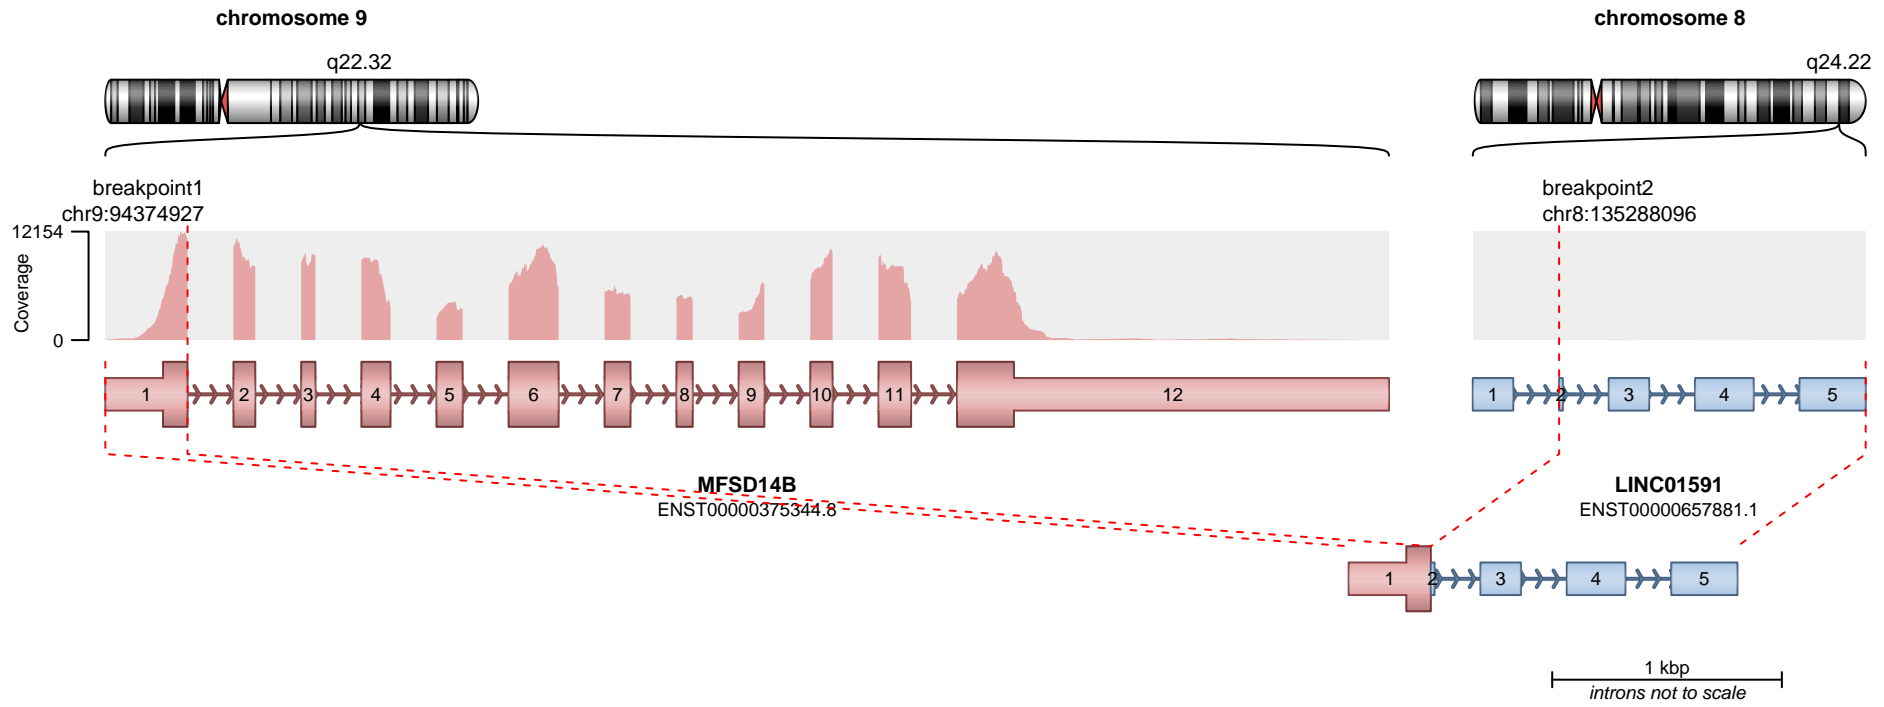 chromosome 9
chromosome 8
q22.32
q24.22
breakpoint1
chr9:94374927
breakpoint2
chr8:135288096
12154
Coverage
0
1 2 3 4 5 6 7 8 9 10 11 12
1 2 3 4 5
MFSD14B
ENST00000375344.8
LINC01591
ENST00000657881.1
1 2 3 4 5
1 kbp
introns not to scale